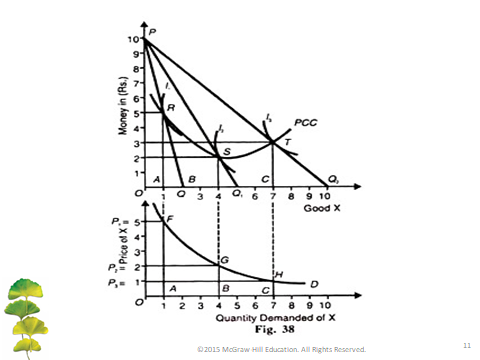 P
10
9
8
7
6
5
4
3
2
1
O
Money in (Rs.)
I₁
R
I₂
S
I₃
T
PCC
A
B
C
1 Q 3 4 Q₁ 6 7 8 9 Q₂
2 5 10
Good X
P₁ = 5
4
3
P₂ = 2
P₃ = 1
O
Price of X
F
G
H
D
A
B
C
1 2 3 4 5 6 7 8 9 10
Quantity Demanded of X
Fig. 38
©2015 McGraw Hill Education. All Rights Reserved.
11